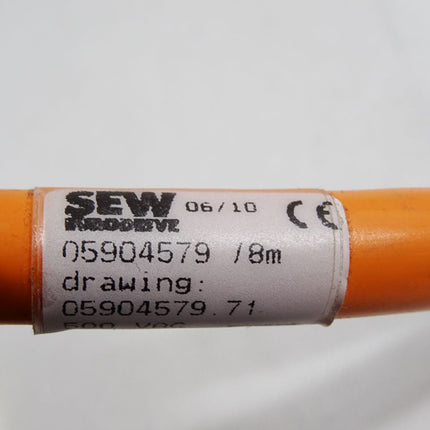 SEW 06/10 CE
EURODRIVE
05904579 /8m
drawing:
05904579.71